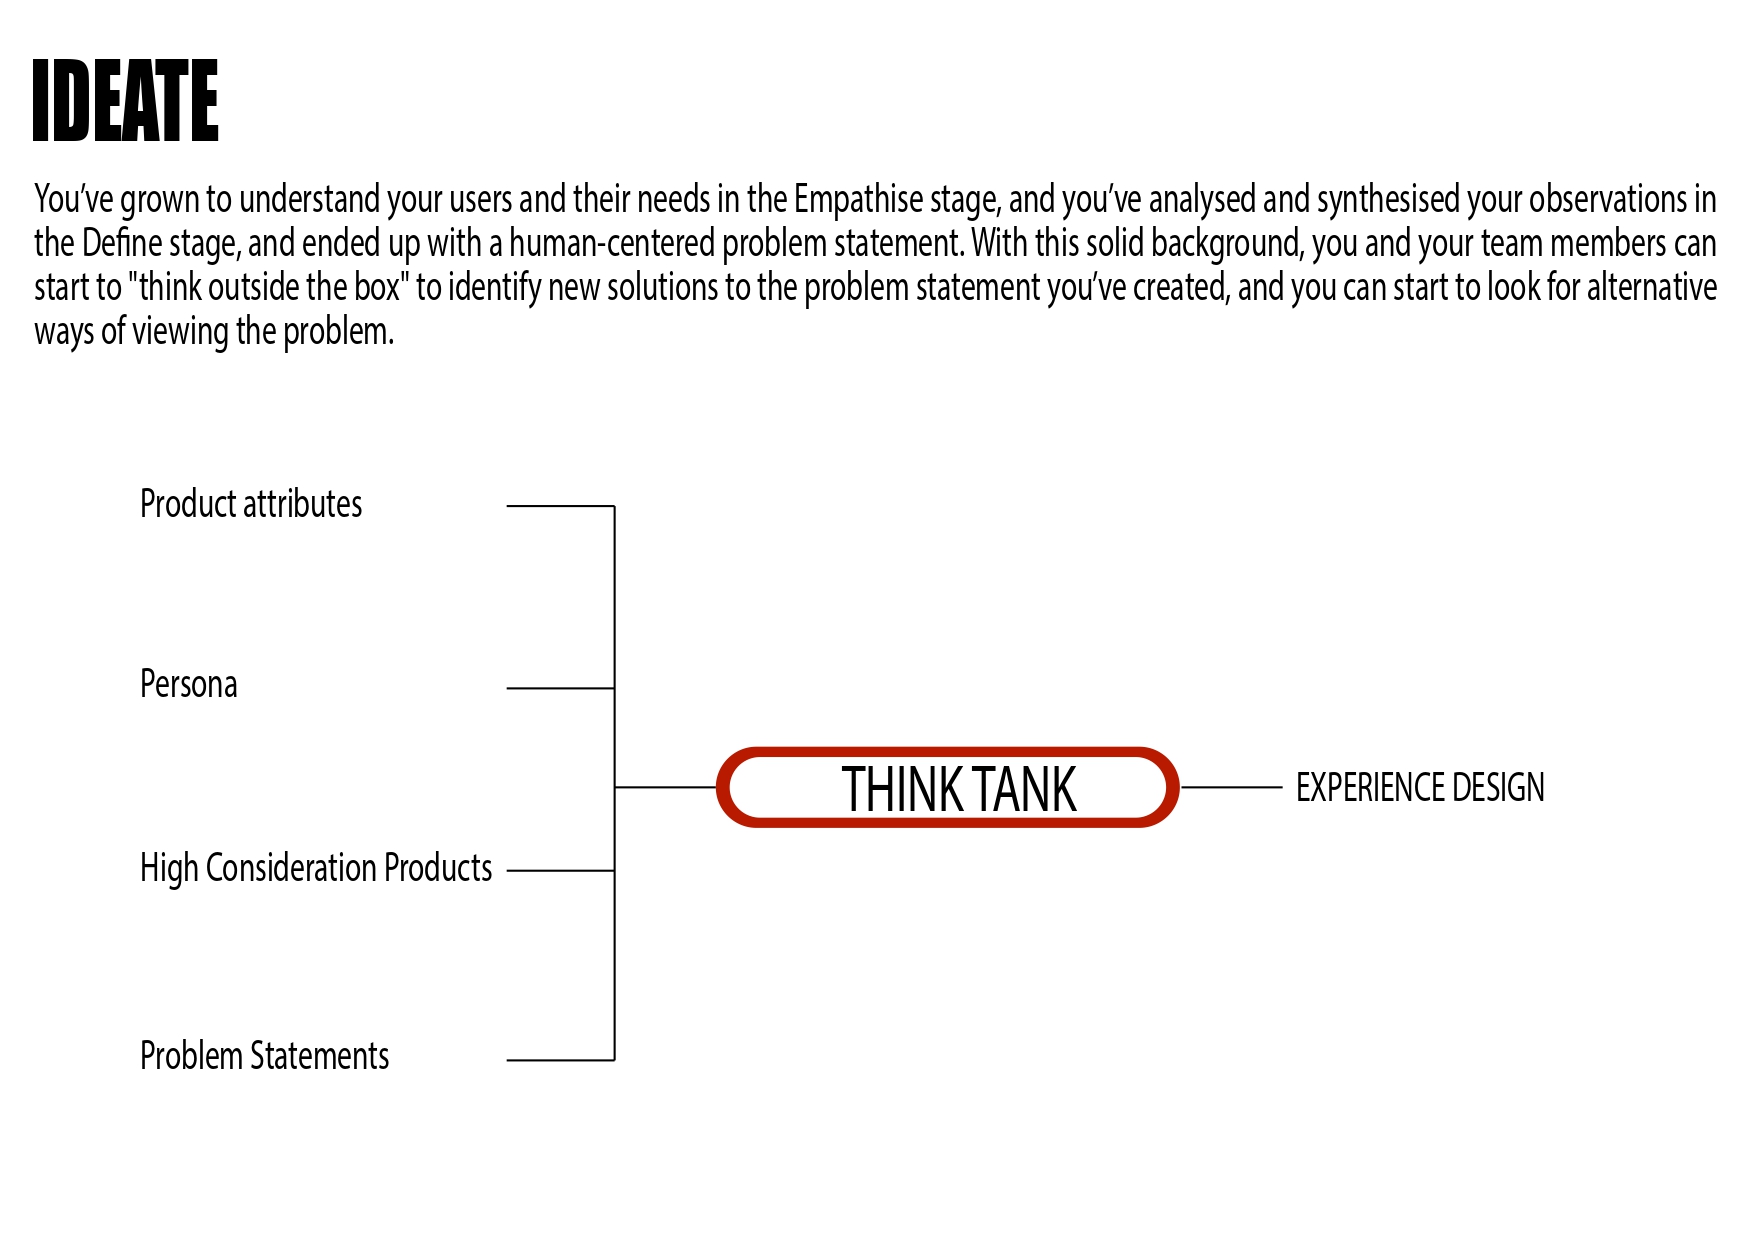 IDEATE
You’ve grown to understand your users and their needs in the Empathise stage, and you’ve analysed and synthesised your observations in
the Define stage, and ended up with a human-centered problem statement. With this solid background, you and your team members can
start to "think outside the box" to identify new solutions to the problem statement you’ve created, and you can start to look for alternative
ways of viewing the problem.
Product attributes
Persona
High Consideration Products
Problem Statements
THINK TANK
EXPERIENCE DESIGN